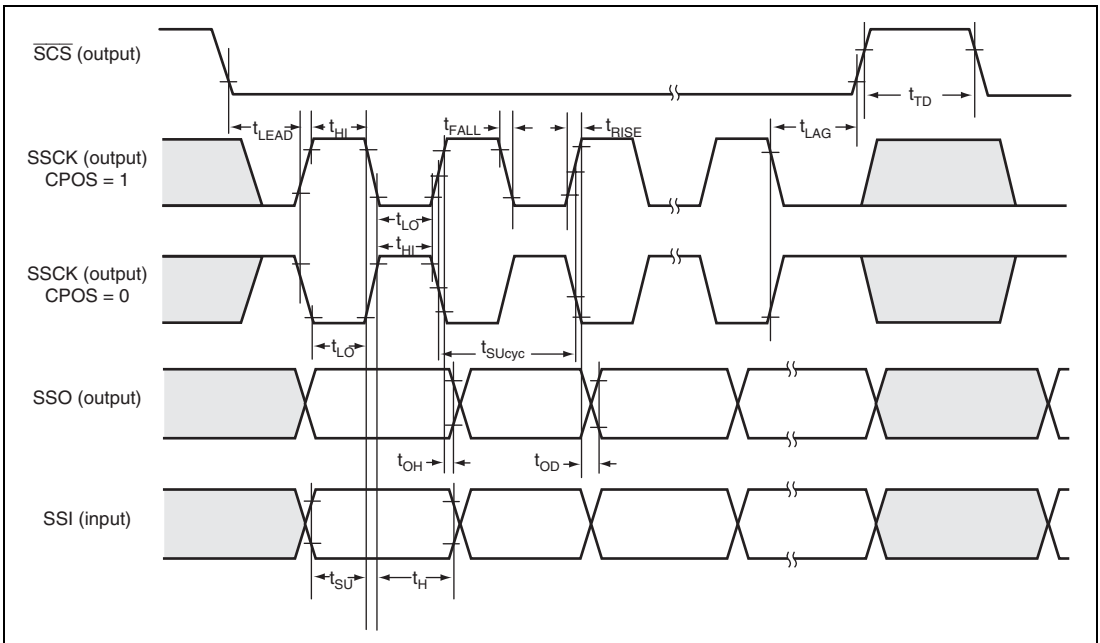 SCS (output)
tTD
tLEAD
tHI
tFALL
tRISE
tLAG
SSCK (output)
CPOS = 1
tLO
tHI
SSCK (output)
CPOS = 0
tLO
tSUcyc
SSO (output)
tOH
tOD
SSI (input)
tSU
tH